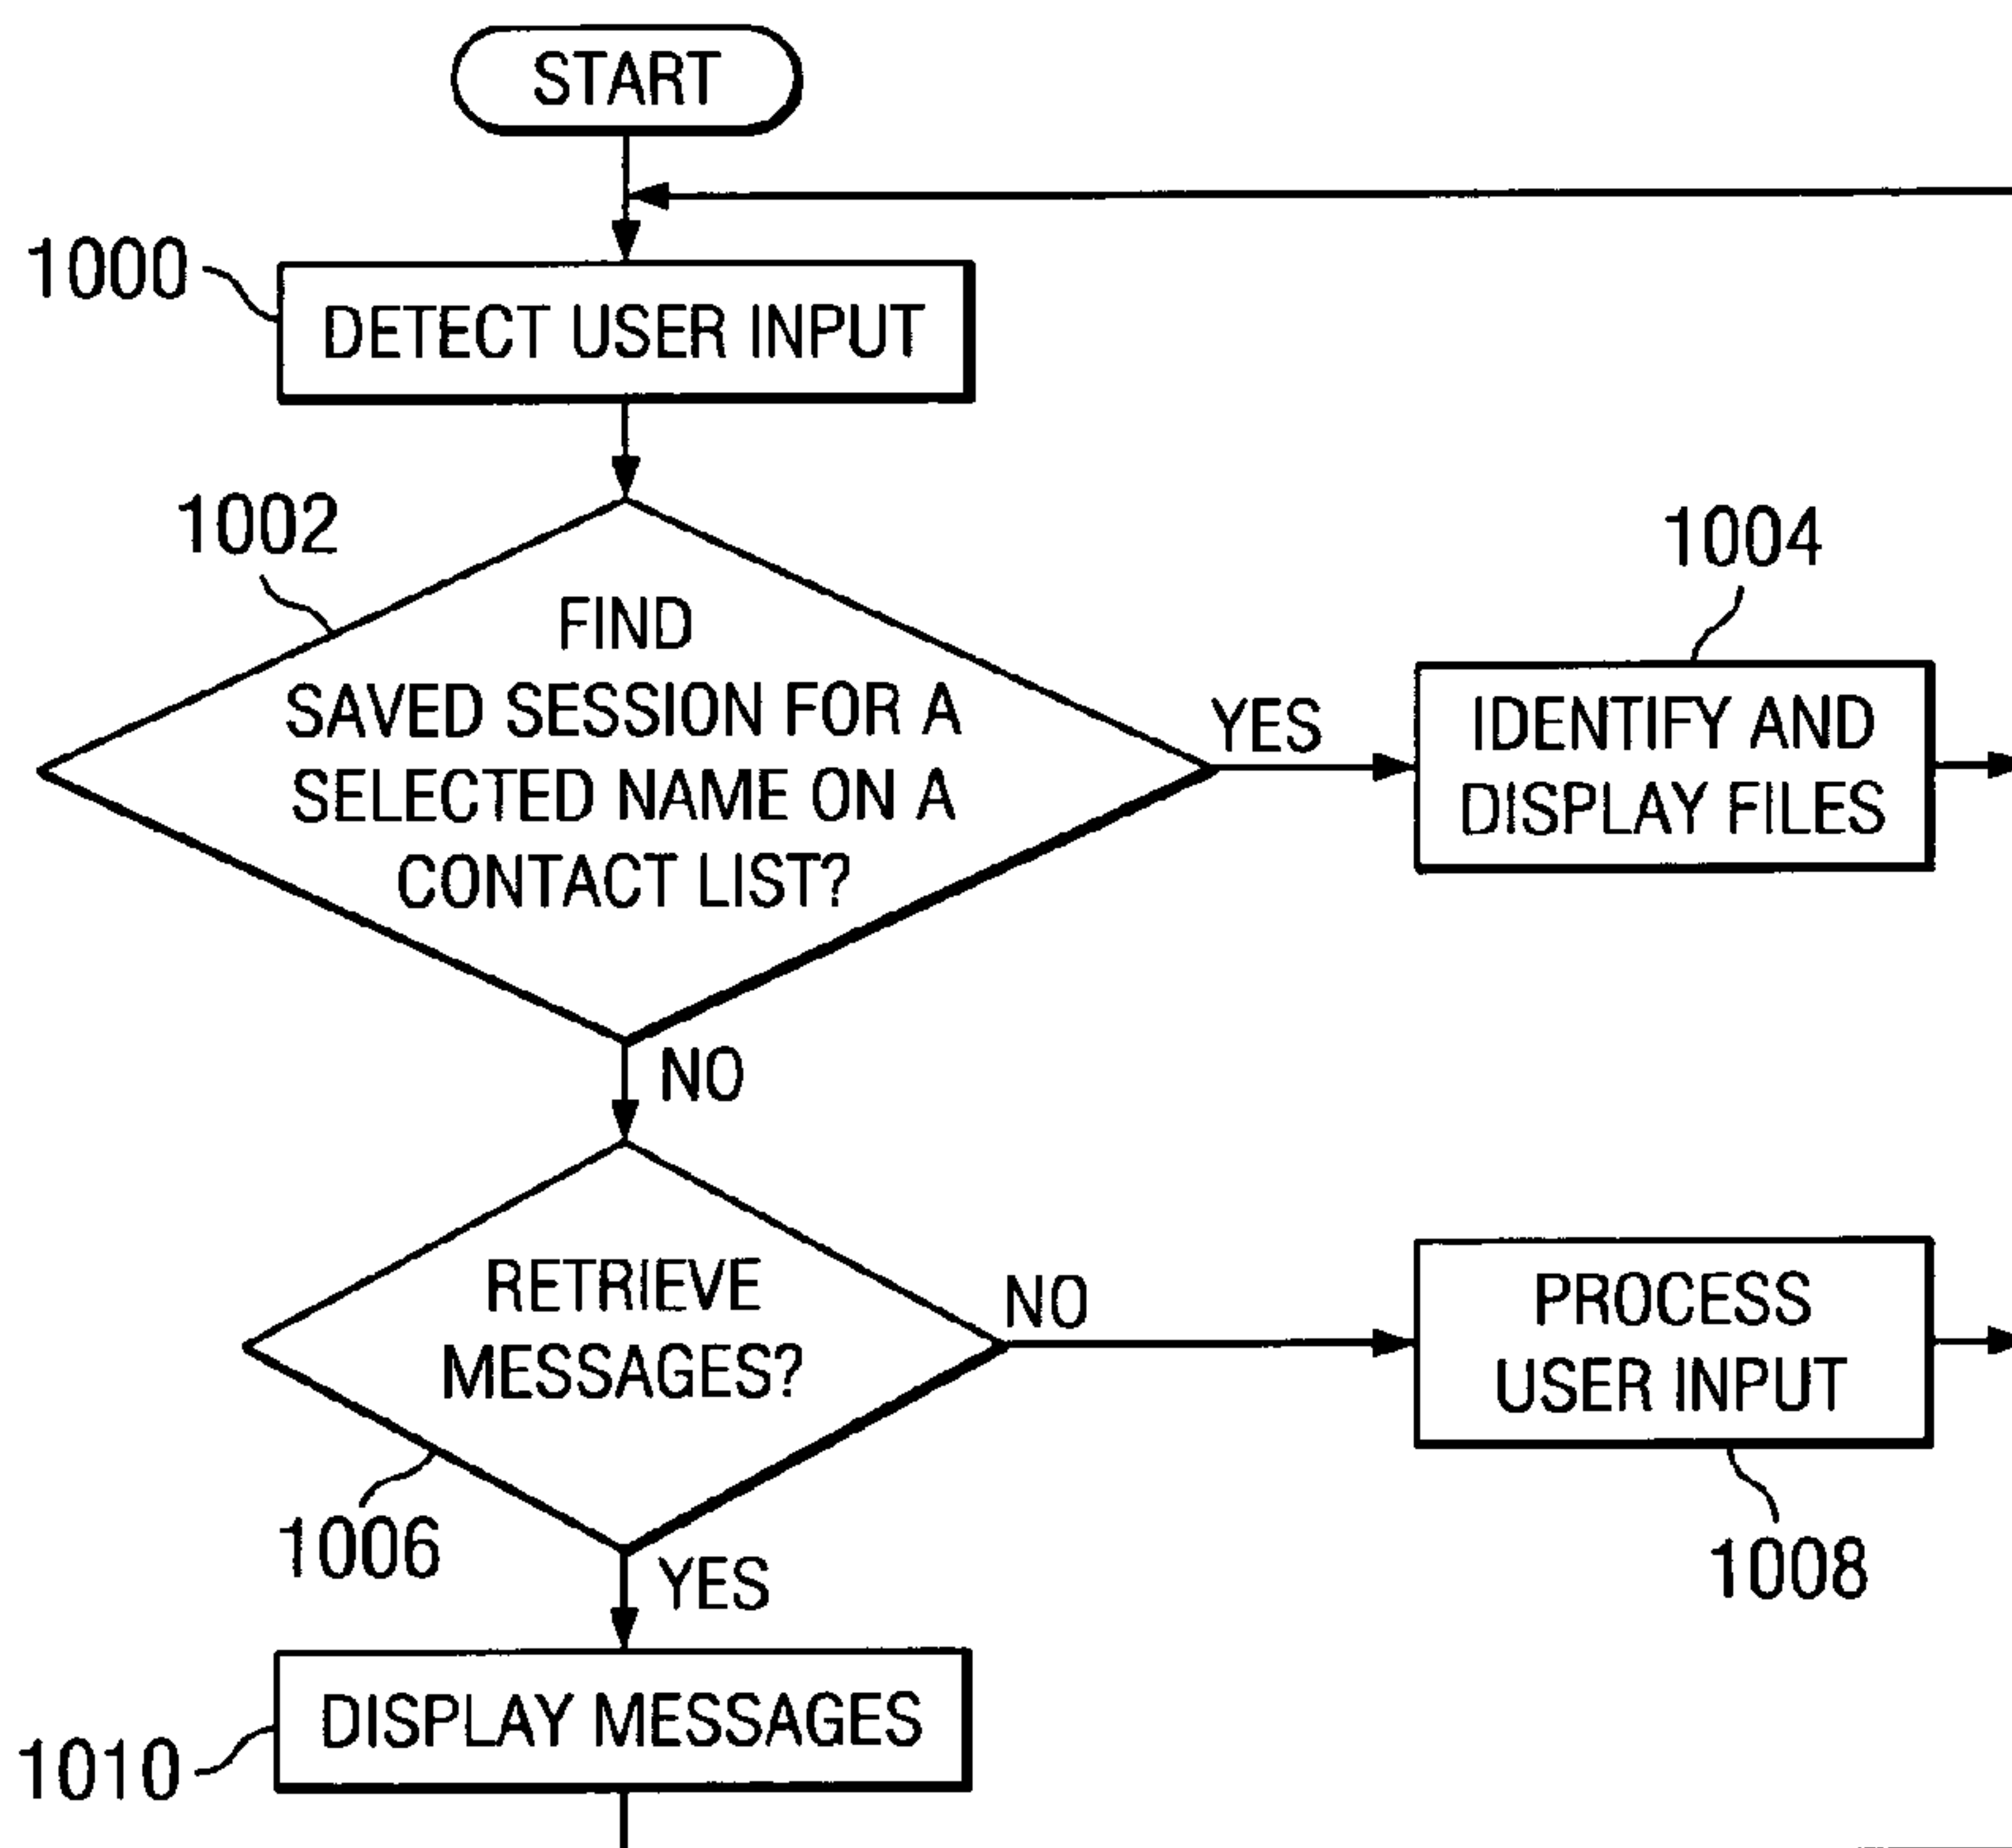 START
1000
DETECT USER INPUT
1002
FIND
SAVED SESSION FOR A
SELECTED NAME ON A
CONTACT LIST?
YES
1004
IDENTIFY AND
DISPLAY FILES
NO
RETRIEVE
MESSAGES?
NO
PROCESS
USER INPUT
1006
1008
YES
DISPLAY MESSAGES
1010